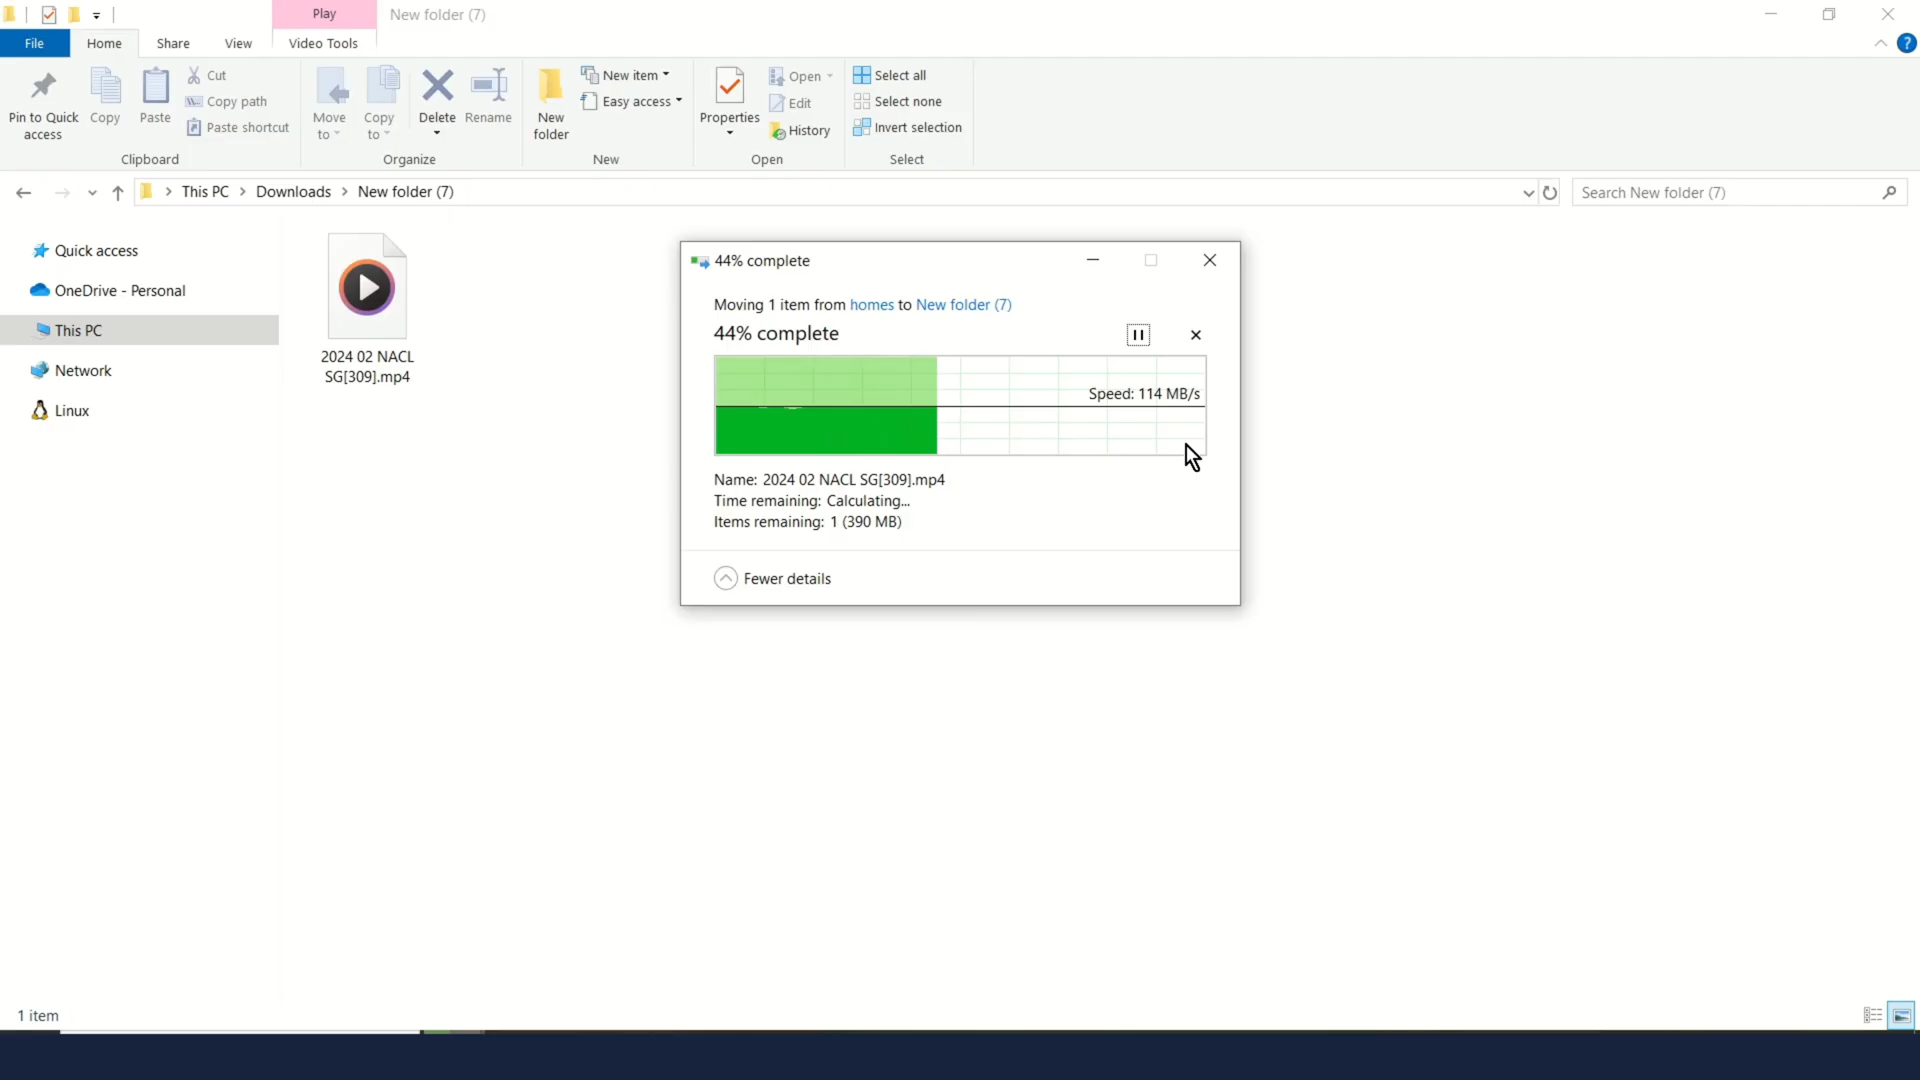 Play
New folder (7)
File
Home
Share
View
Video Tools
?
Pin to Quick
access
Copy
Paste
Cut
Copy path
Paste shortcut
Clipboard
Move
to
Copy
to
Delete
Rename
Organize
New
folder
New item
Easy access
New
Properties
Open
Edit
History
Open
Select all
Select none
Invert selection
Select
This PC > Downloads > New folder (7)
Search New folder (7)
Quick access
OneDrive - Personal
This PC
Network
Linux
2024 02 NACL
SG[309].mp4
44% complete
Moving 1 item from homes to New folder (7)
44% complete
Speed: 114 MB/s
Name: 2024 02 NACL SG[309].mp4
Time remaining: Calculating...
Items remaining: 1 (390 MB)
Fewer details
1 item